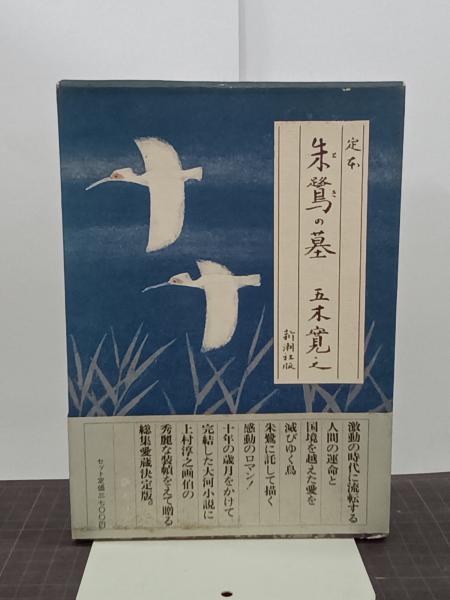 定本
朱鷺の墓
とき
五木寛之
新潮社版
激動の時代に流転する
人間の運命と
国境を越えた愛を
滅びゆく鳥
朱鷺に託して描く
感動のロマン!
十年の歳月をかけて
完結した大河小説に
上村淳之画伯の
秀麗な装幀をえて贈る
総集愛蔵決定版。
セット定価三七〇〇円